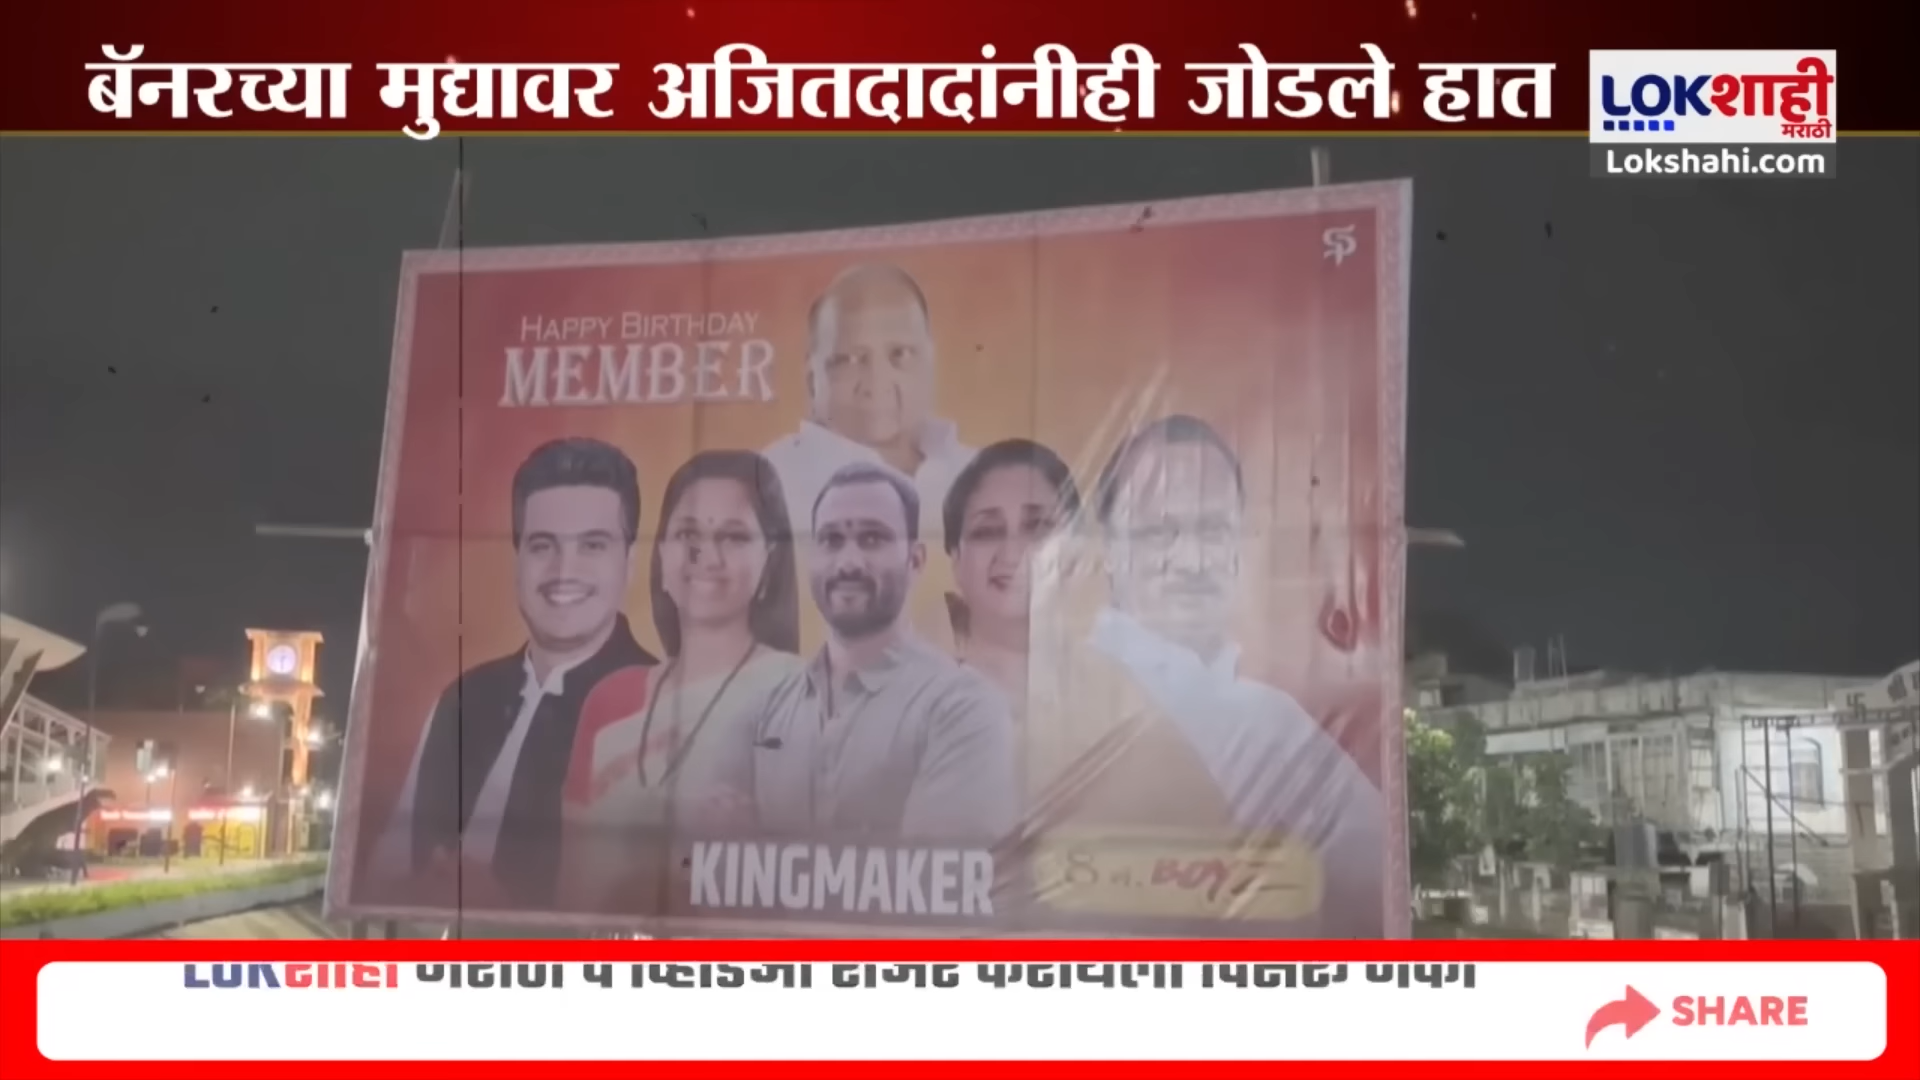 बॅनरच्या मुद्यावर अजितदादांनीही जोडले हात
LOKशाही
मराठी
Lokshahi.com
HAPPY BIRTHDAY
MEMBER
KINGMAKER
SHARE